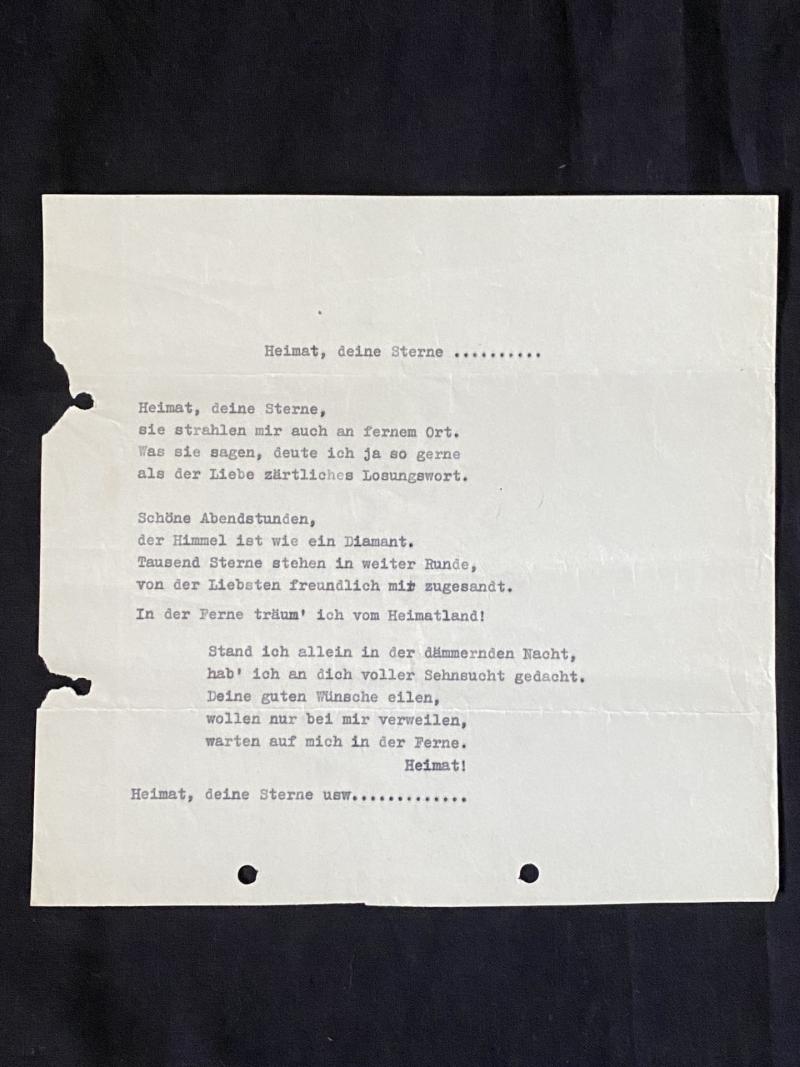 Heimat, deine Sterne ..........
Heimat, deine Sterne,
sie strahlen mir auch an fernem Ort.
Was sie sagen, deute ich ja so gerne
als der Liebe zärtliches Losungswort.
Schöne Abendstunden,
der Himmel ist wie ein Diamant.
Tausend Sterne stehen in weiter Runde,
von der Liebsten freundlich mir zugesandt.
In der Ferne träum' ich vom Heimatland!
Stand ich allein in der dämmernden Nacht,
hab' ich an dich voller Sehnsucht gedacht.
Deine guten Wünsche eilen,
wollen nur bei mir verweilen,
warten auf mich in der Ferne.
Heimat!
Heimat, deine Sterne usw.............